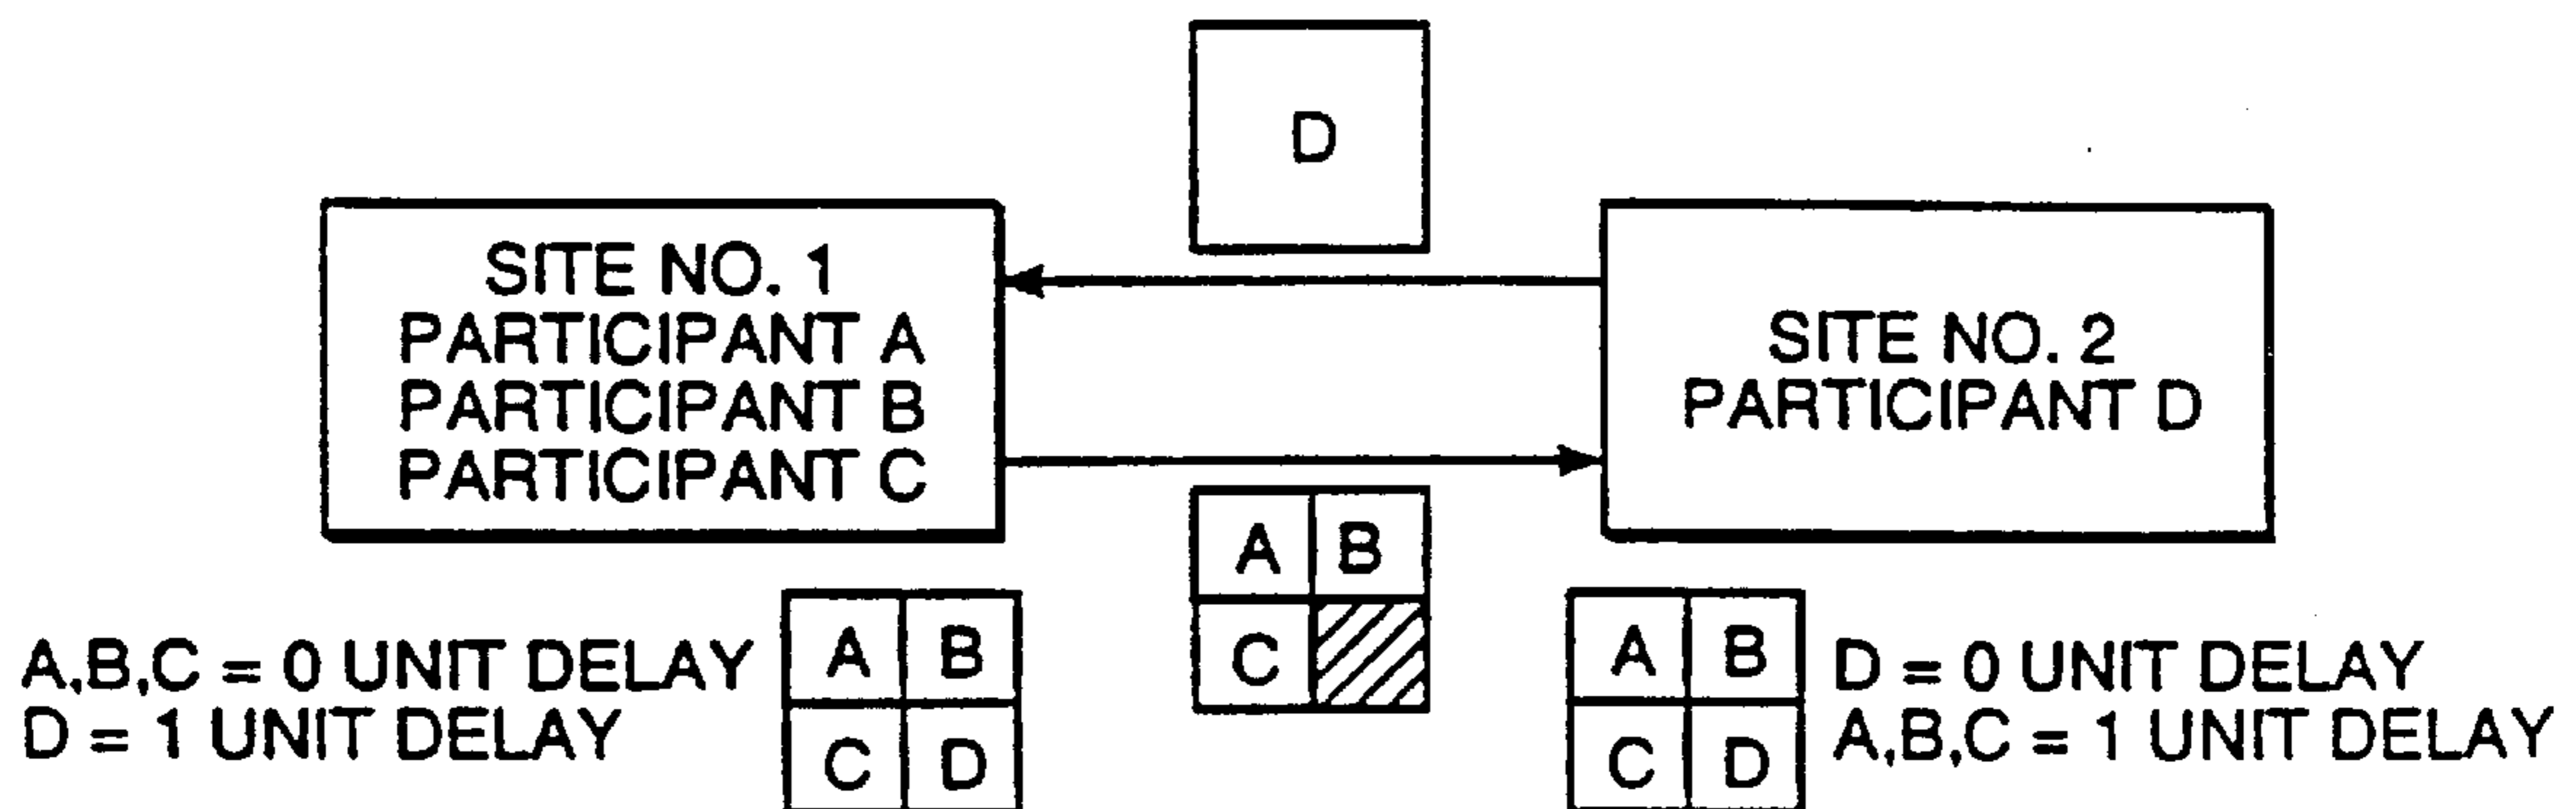 D
SITE NO. 1
PARTICIPANT A
PARTICIPANT B
PARTICIPANT C
SITE NO. 2
PARTICIPANT D
A B
C
A,B,C = 0 UNIT DELAY
D = 1 UNIT DELAY
A B
C D
A B
C D
D = 0 UNIT DELAY
A,B,C = 1 UNIT DELAY